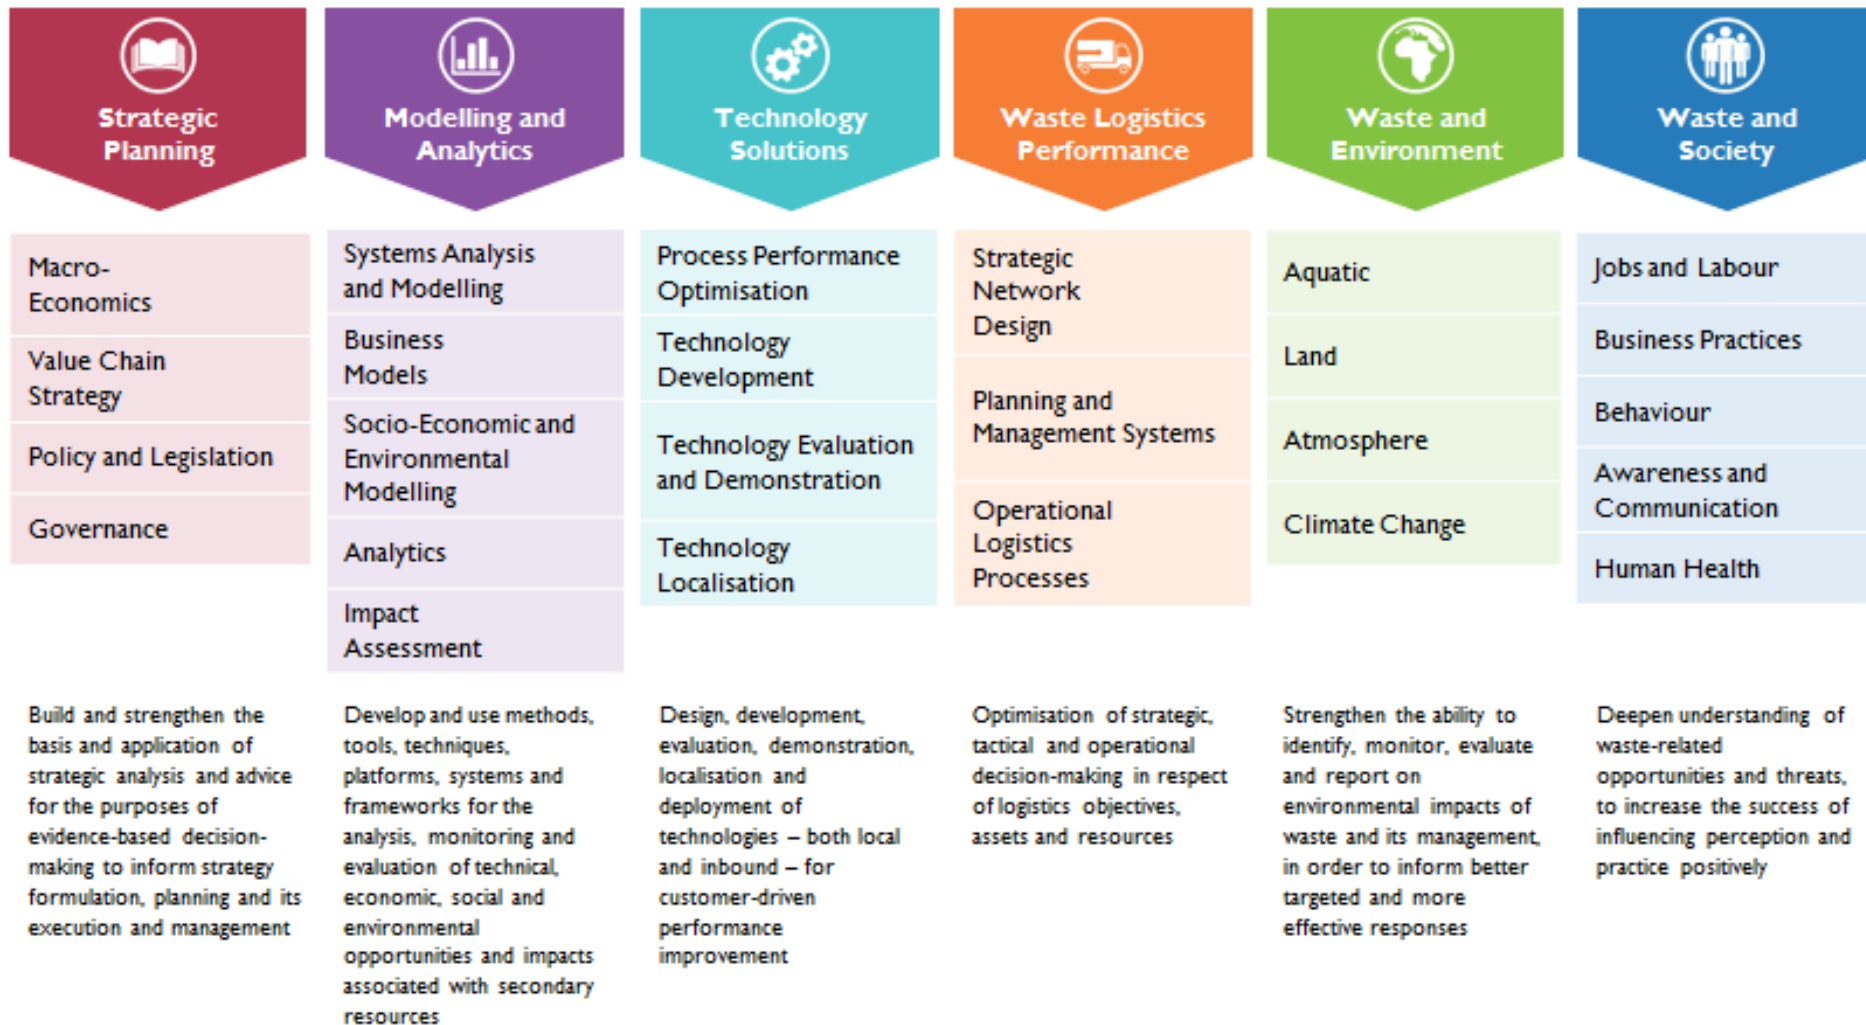 Strategic
Planning
Macro-
Economics
Value Chain
Strategy
Policy and Legislation
Governance
Build and strengthen the
basis and application of
strategic analysis and advice
for the purposes of
evidence-based decision-
making to inform strategy
formulation, planning and its
execution and management
Modelling and
Analytics
Systems Analysis
and Modelling
Business
Models
Socio-Economic and
Environmental
Modelling
Analytics
Impact
Assessment
Develop and use methods,
tools, techniques,
platforms, systems and
frameworks for the
analysis, monitoring and
evaluation of technical,
economic, social and
environmental
opportunities and impacts
associated with secondary
resources
Technology
Solutions
Process Performance
Optimisation
Technology
Development
Technology Evaluation
and Demonstration
Technology
Localisation
Design, development,
evaluation, demonstration,
localisation and
deployment of
technologies – both local
and inbound – for
customer-driven
performance
improvement
Waste Logistics
Performance
Strategic
Network
Design
Planning and
Management Systems
Operational
Logistics
Processes
Optimisation of strategic,
tactical and operational
decision-making in respect
of logistics objectives,
assets and resources
Waste and
Environment
Aquatic
Land
Atmosphere
Climate Change
Strengthen the ability to
identify, monitor, evaluate
and report on
environmental impacts of
waste and its management,
in order to inform better
targeted and more
effective responses
Waste and
Society
Jobs and Labour
Business Practices
Behaviour
Awareness and
Communication
Human Health
Deepen understanding of
waste-related
opportunities and threats,
to increase the success of
influencing perception and
practice positively